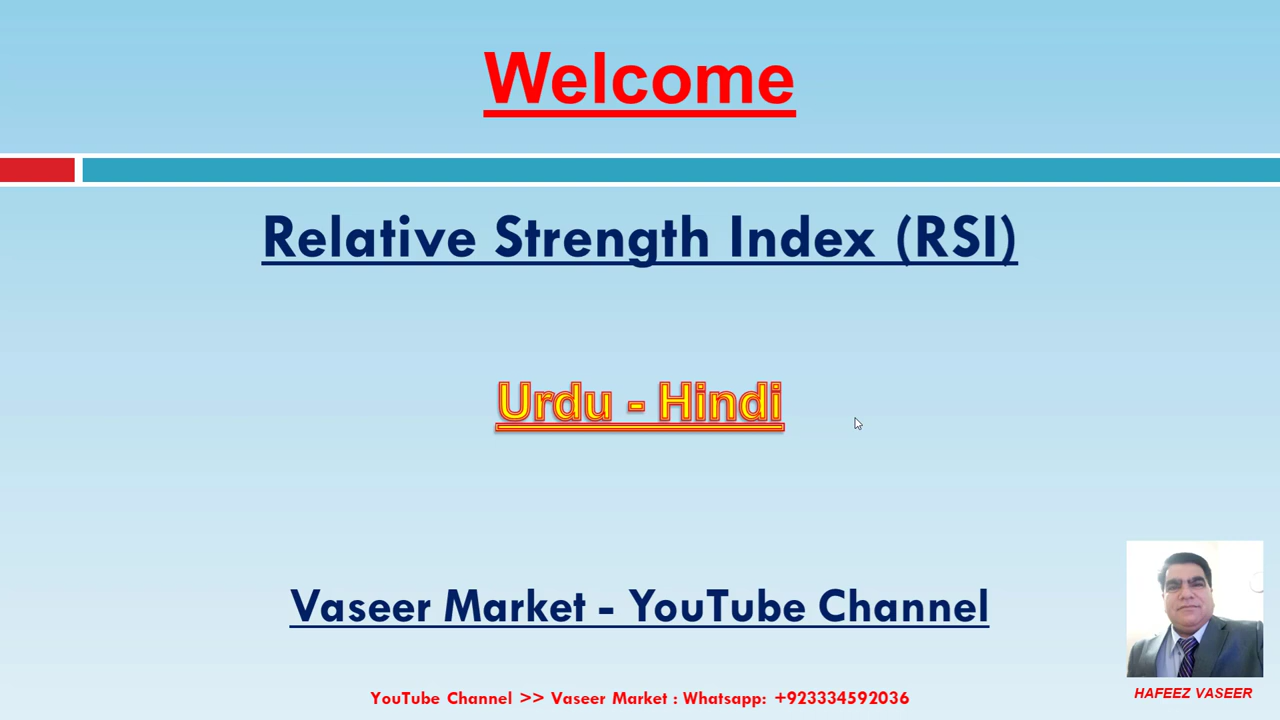 Welcome
Relative Strength Index (RSI)
Urdu - Hindi
Vaseer Market - YouTube Channel
HAFEEZ VASEER
YouTube Channel >> Vaseer Market : Whatsapp: +923334592036